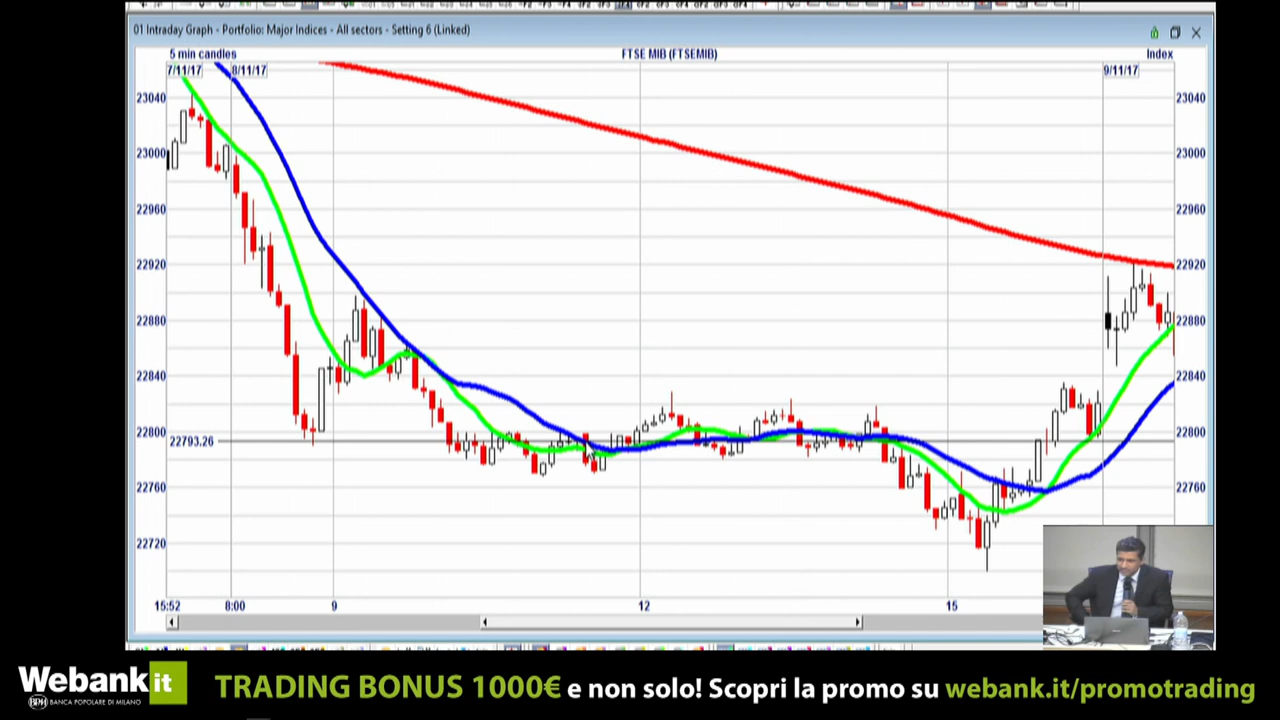 01 Intraday Graph - Portfolio: Major Indices - All sectors - Setting 6 (Linked)
5 min candles FTSE MIB (FTSEMIB) Index
7/11/17 8/11/17 9/11/17
23040 23040
23000 23000
22960 22960
22920 22920
22880 22880
22840 22840
22800 22800
22793.26
22760 22760
22720
15:52 8:00 9 12 15
Webank it
BPM BANCA POPOLARE DI MILANO
TRADING BONUS 1000€ e non solo! Scopri la promo su webank.it/promotrading